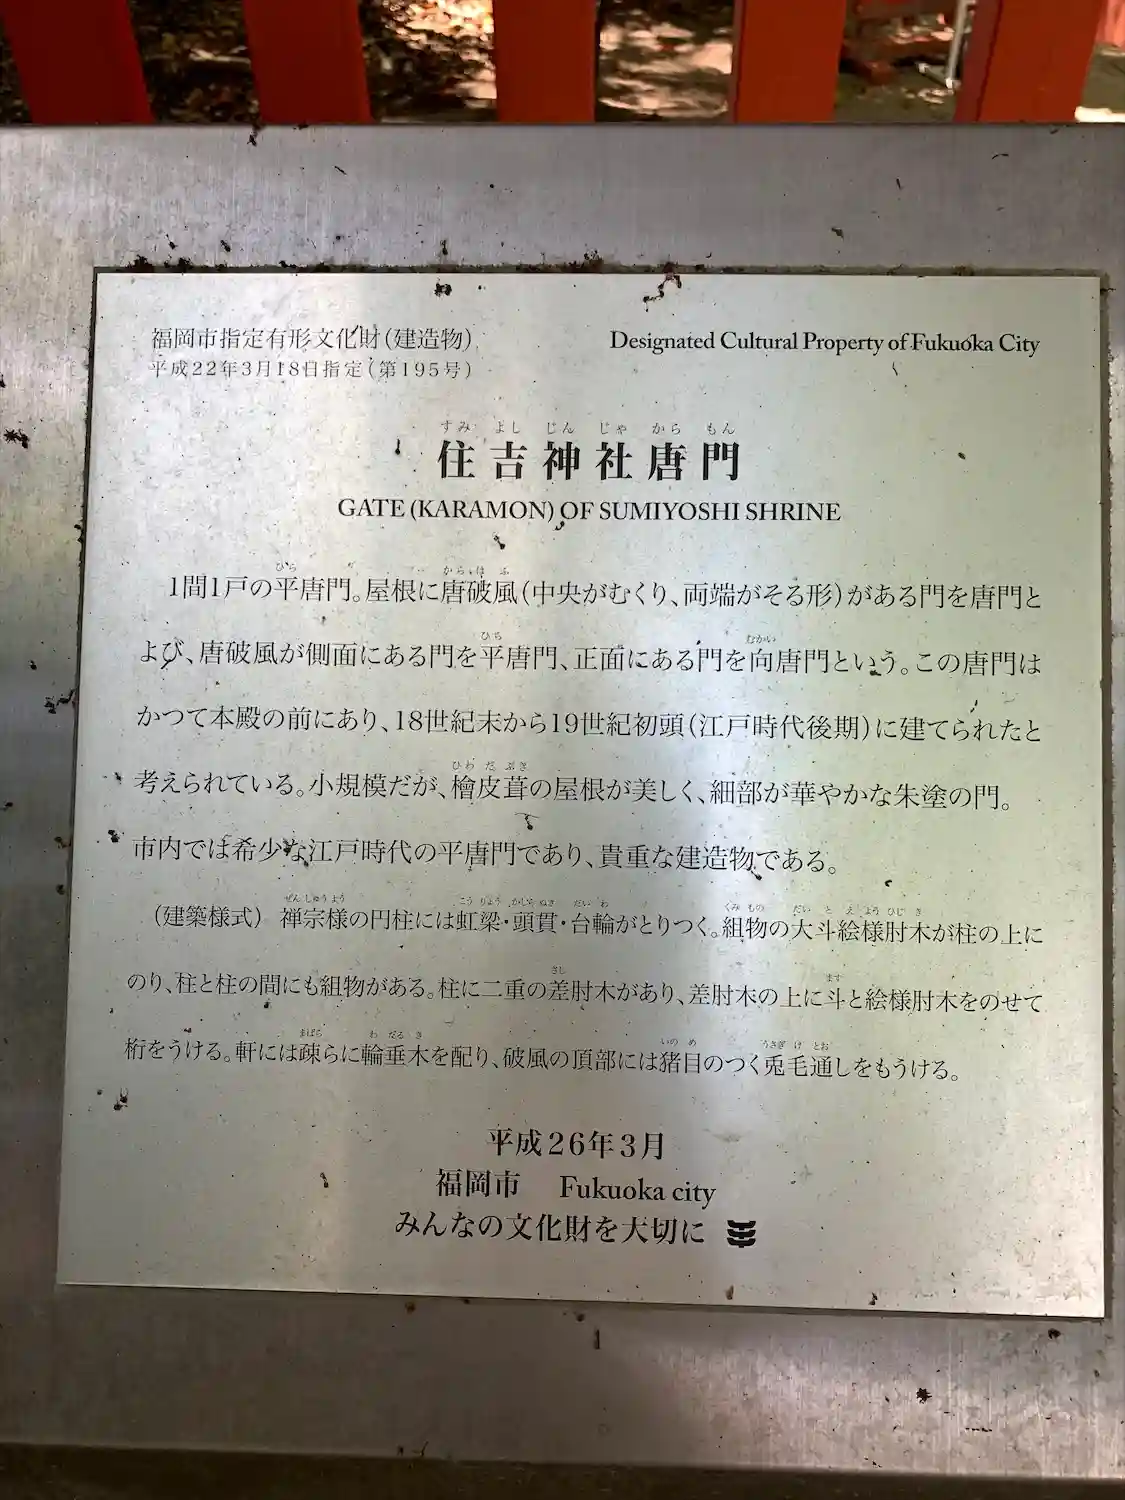 福岡市指定有形文化財(建造物)
平成22年3月18日指定(第195号)
Designated Cultural Property of Fukuoka City
すみ よし じん じゃ から もん
住吉神社唐門
GATE (KARAMON) OF SUMIYOSHI SHRINE
1間1戸の平唐門。屋根に唐破風(中央がむくり、両端がそる形)がある門を唐門と
よび、唐破風が側面にある門を平唐門、正面にある門を向唐門という。この唐門は
かつて本殿の前にあり、18世紀末から19世紀初頭(江戸時代後期)に建てられたと
考えられている。小規模だが、檜皮葺の屋根が美しく、細部が華やかな朱塗の門。
市内では希少な江戸時代の平唐門であり、貴重な建造物である。
(建築様式) 禅宗様の円柱には虹梁・頭貫・台輪がとりつく。組物の大斗絵様肘木が柱の上に
のり、柱と柱の間にも組物がある。柱に二重の差肘木があり、差肘木の上に斗と絵様肘木をのせて
桁をうける。軒には疎らに輪垂木を配り、破風の頂部には猪目のつく兎毛通しをもうける。
平成26年3月
福岡市 Fukuoka city
みんなの文化財を大切に